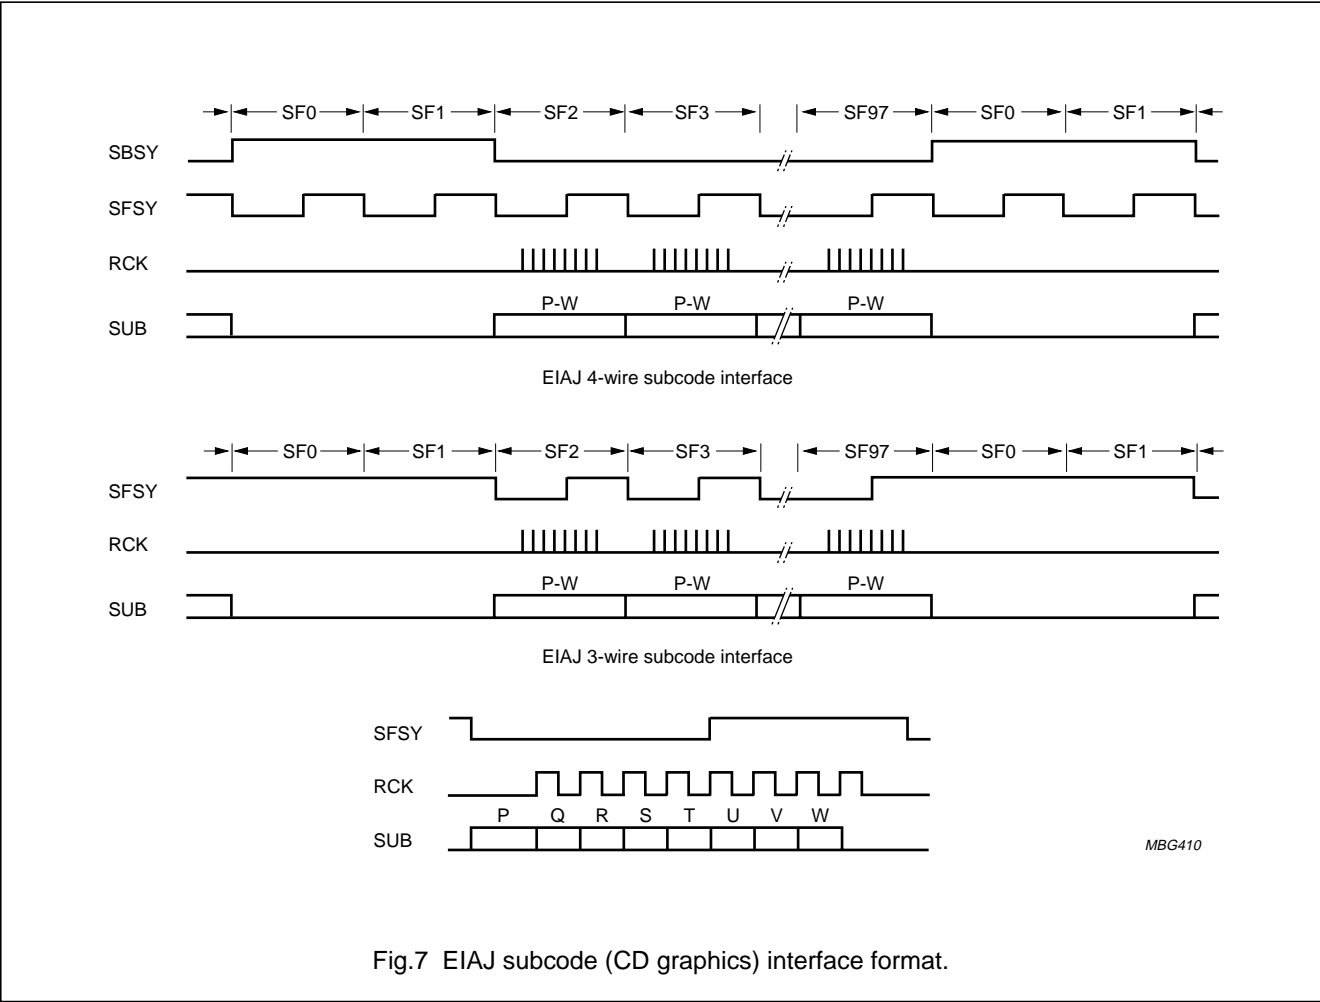 SF0 SF1 SF2 SF3 SF97 SF0 SF1
SBSY
SFSY
RCK
P-W P-W P-W
SUB
EIAJ 4-wire subcode interface
SF0 SF1 SF2 SF3 SF97 SF0 SF1
SFSY
RCK
P-W P-W P-W
SUB
EIAJ 3-wire subcode interface
SFSY
RCK
P Q R S T U V W
SUB
MBG410
Fig.7 EIAJ subcode (CD graphics) interface format.